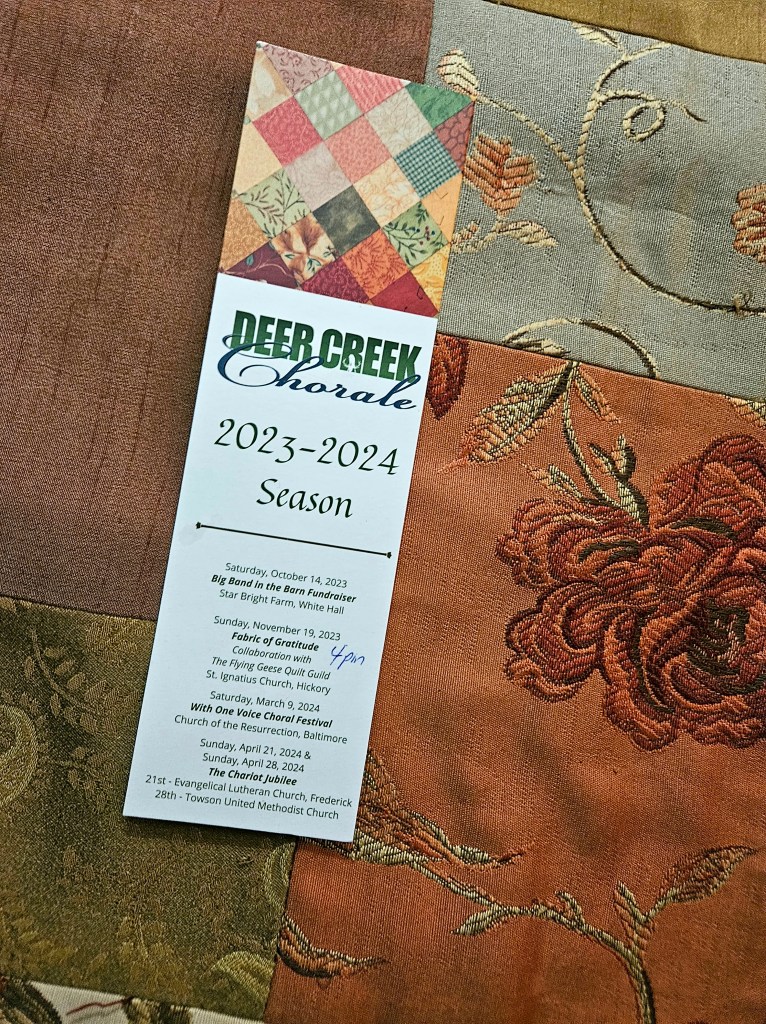 DEER CREEK
Chorale
2023-2024
Season
Saturday, October 14, 2023
Big Band in the Barn Fundraiser
Star Bright Farm, White Hall
Sunday, November 19, 2023
Fabric of Gratitude
Collaboration with 4pm
The Flying Geese Quilt Guild
St. Ignatius Church, Hickory
Saturday, March 9, 2024
With One Voice Choral Festival
Church of the Resurrection, Baltimore
Sunday, April 21, 2024 &
Sunday, April 28, 2024
The Chariot Jubilee
21st - Evangelical Lutheran Church, Frederick
28th - Towson United Methodist Church